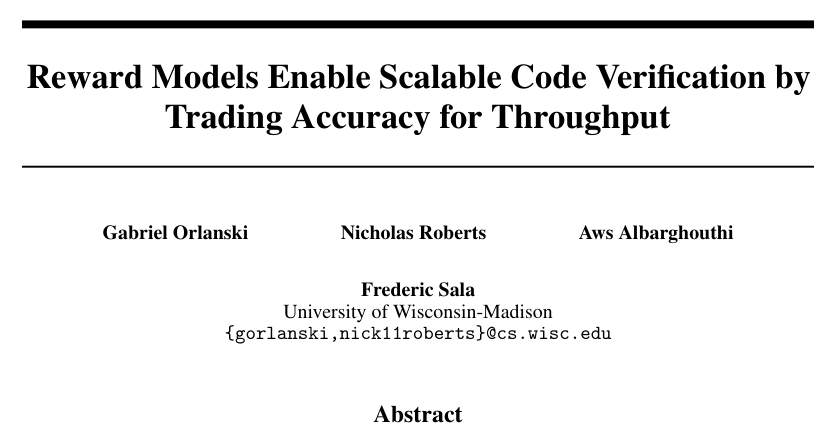 Reward Models Enable Scalable Code Verification by
Trading Accuracy for Throughput
Gabriel Orlanski Nicholas Roberts Aws Albarghouthi
Frederic Sala
University of Wisconsin-Madison
{gorlanski,nick11roberts}@cs.wisc.edu
Abstract